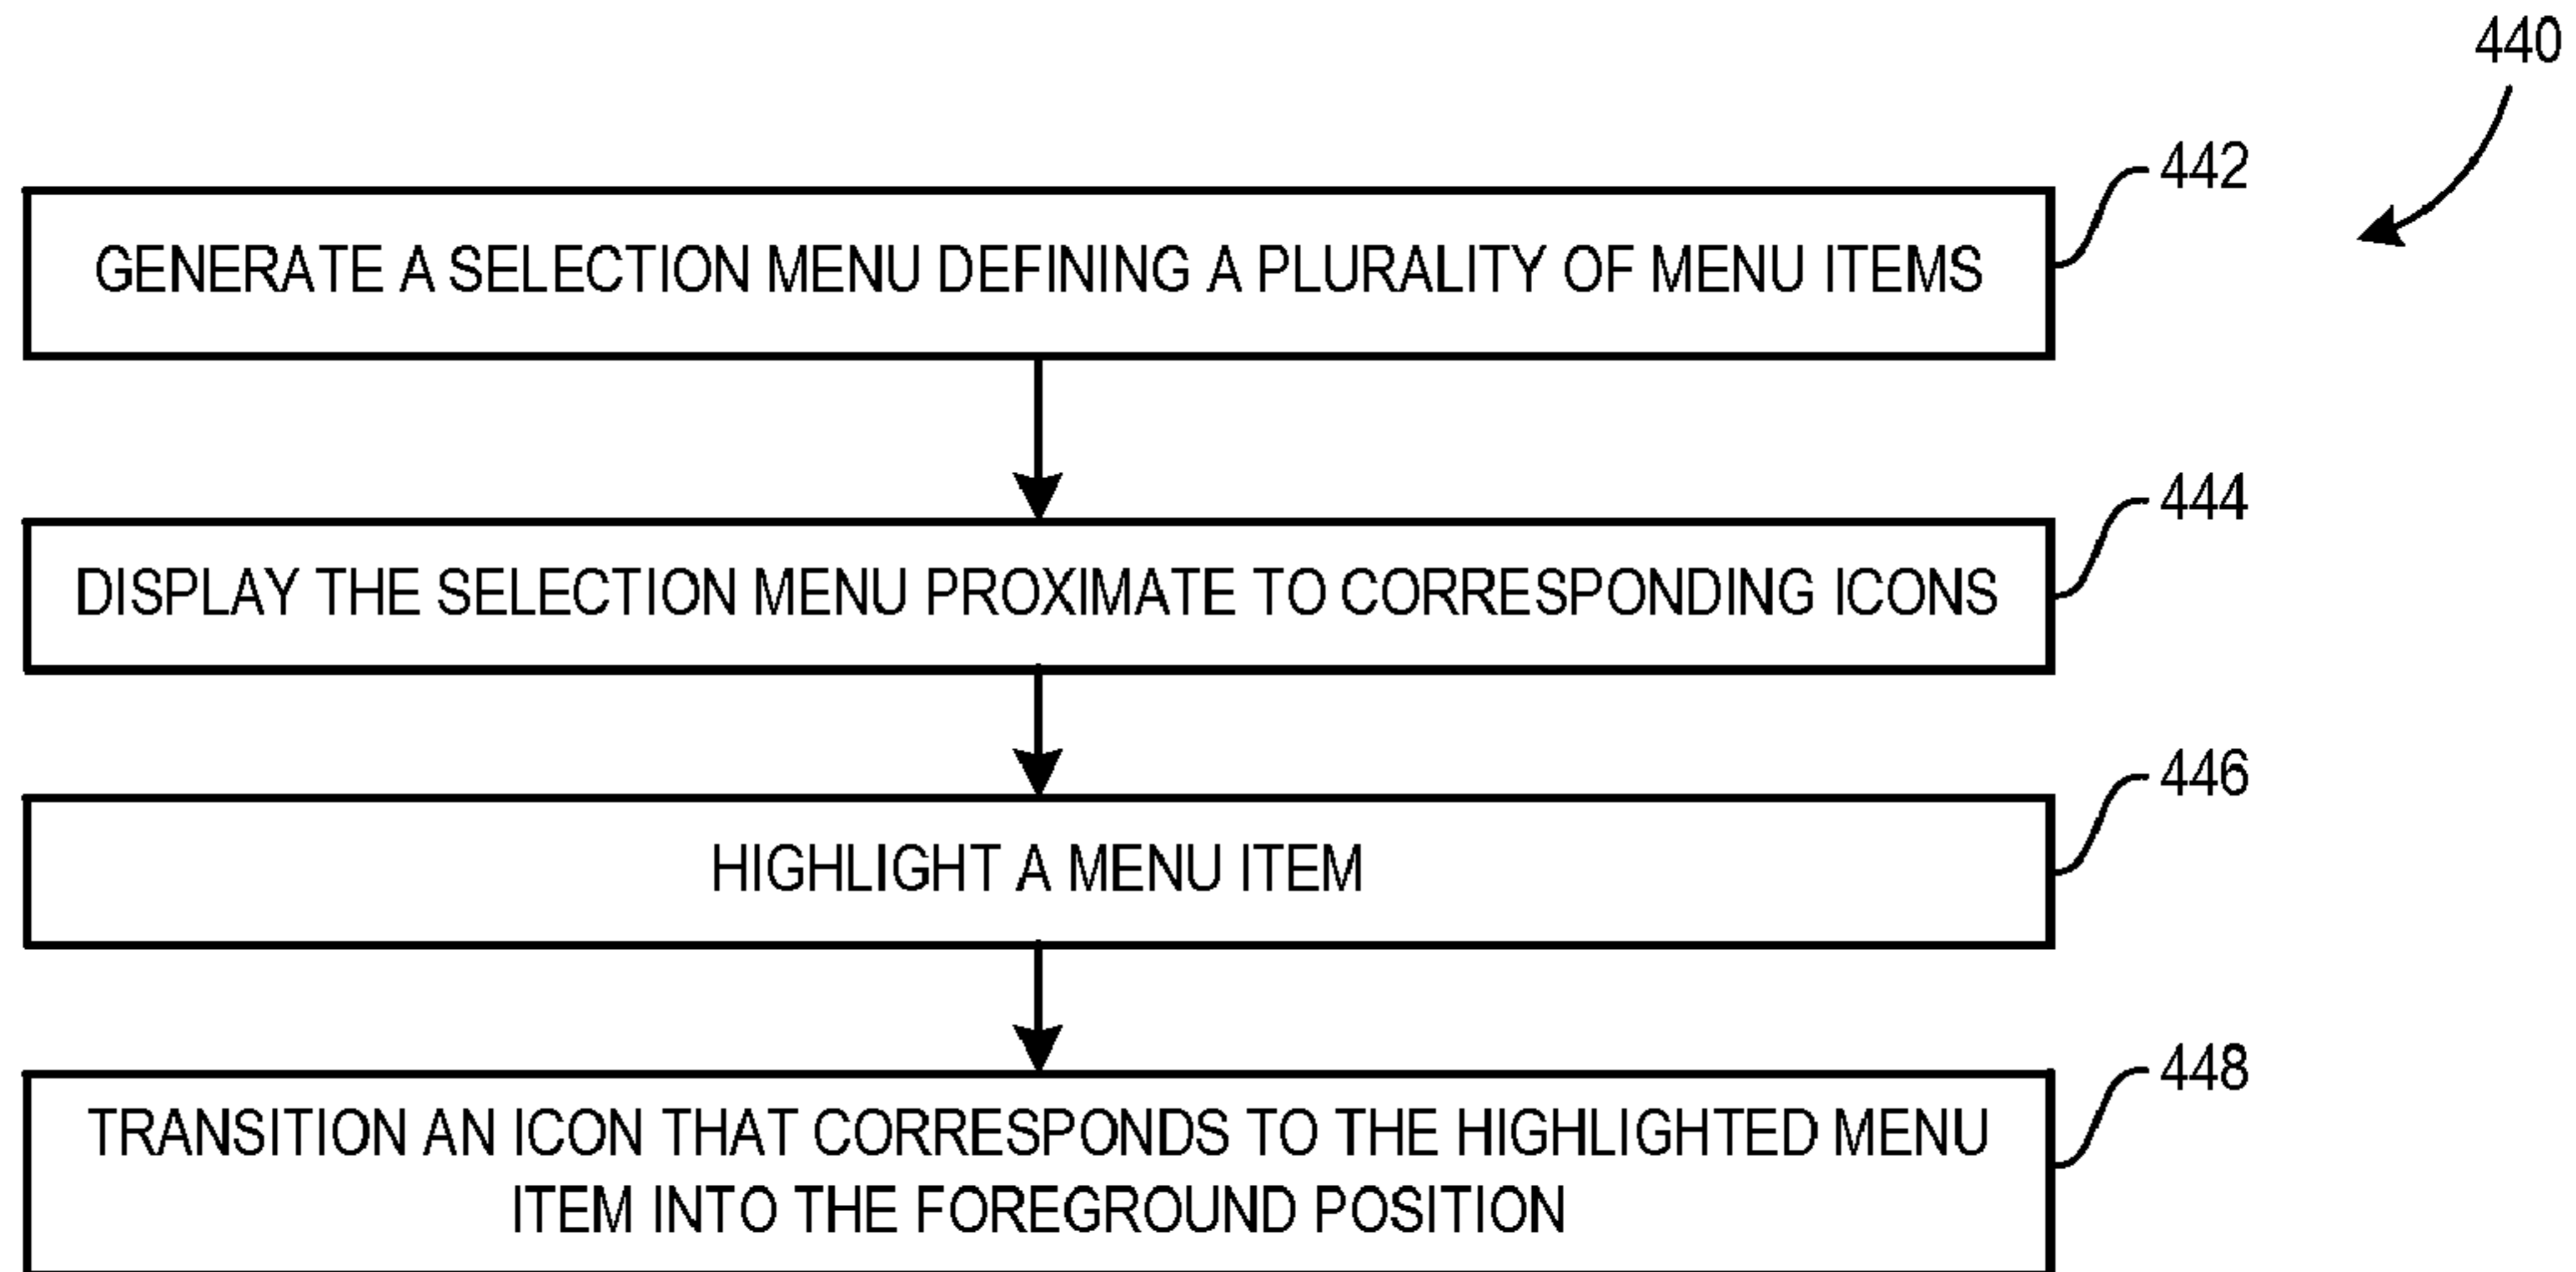 440
442
GENERATE A SELECTION MENU DEFINING A PLURALITY OF MENU ITEMS
444
DISPLAY THE SELECTION MENU PROXIMATE TO CORRESPONDING ICONS
446
HIGHLIGHT A MENU ITEM
448
TRANSITION AN ICON THAT CORRESPONDS TO THE HIGHLIGHTED MENU
ITEM INTO THE FOREGROUND POSITION